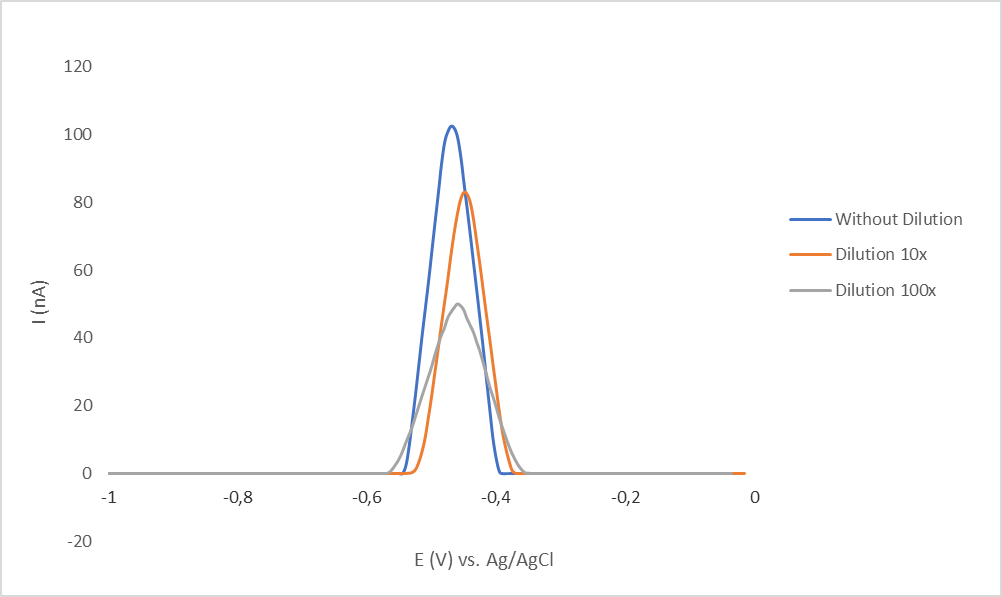 120
100
80
60
40
20
0
-20
I (nA)
-1
-0,8
-0,6
-0,4
-0,2
0
E (V) vs. Ag/AgCl
Without Dilution
Dilution 10x
Dilution 100x